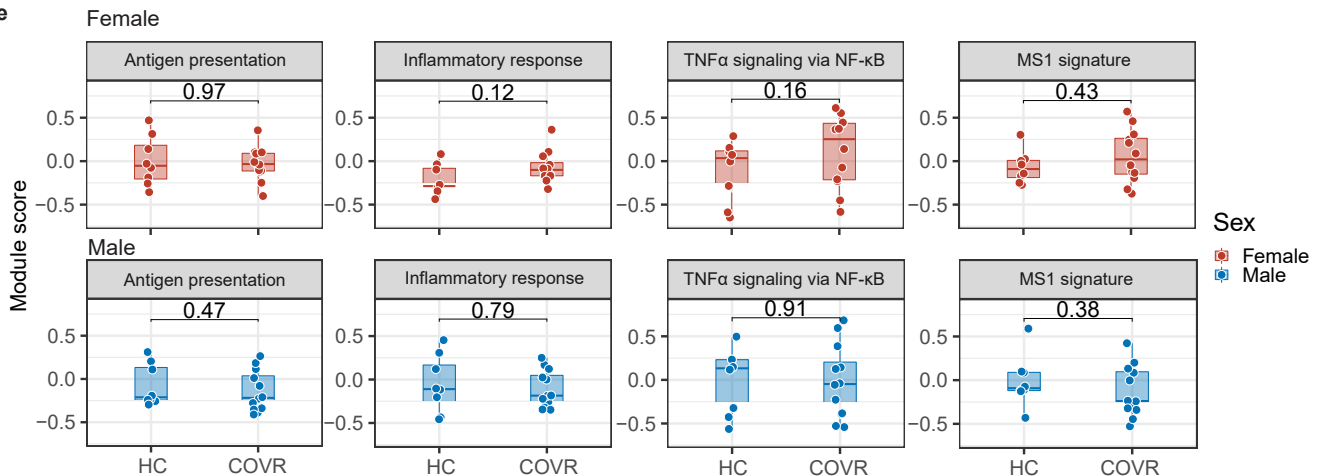 e
Female
Antigen presentation
Inflammatory response
TNFα signaling via NF-κB
MS1 signature
0.97
0.12
0.16
0.43
0.5
0.0
−0.5
0.5
0.0
−0.5
0.5
0.0
−0.5
0.5
0.0
−0.5
Module score
Male
Antigen presentation
Inflammatory response
TNFα signaling via NF-κB
MS1 signature
0.47
0.79
0.91
0.38
0.5
0.0
−0.5
0.5
0.0
−0.5
0.5
0.0
−0.5
0.5
0.0
−0.5
HC
COVR
HC
COVR
HC
COVR
HC
COVR
Sex
Female
Male